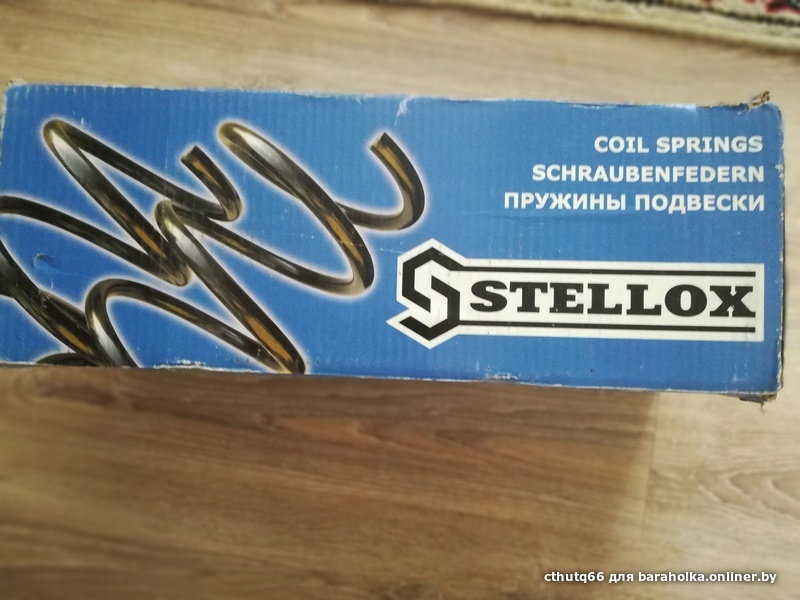 COIL SPRINGS
SCHRAUBENFEDERN
ПРУЖИНЫ ПОДВЕСКИ
STELLOX
cthutq66 для baraholka.onliner.by